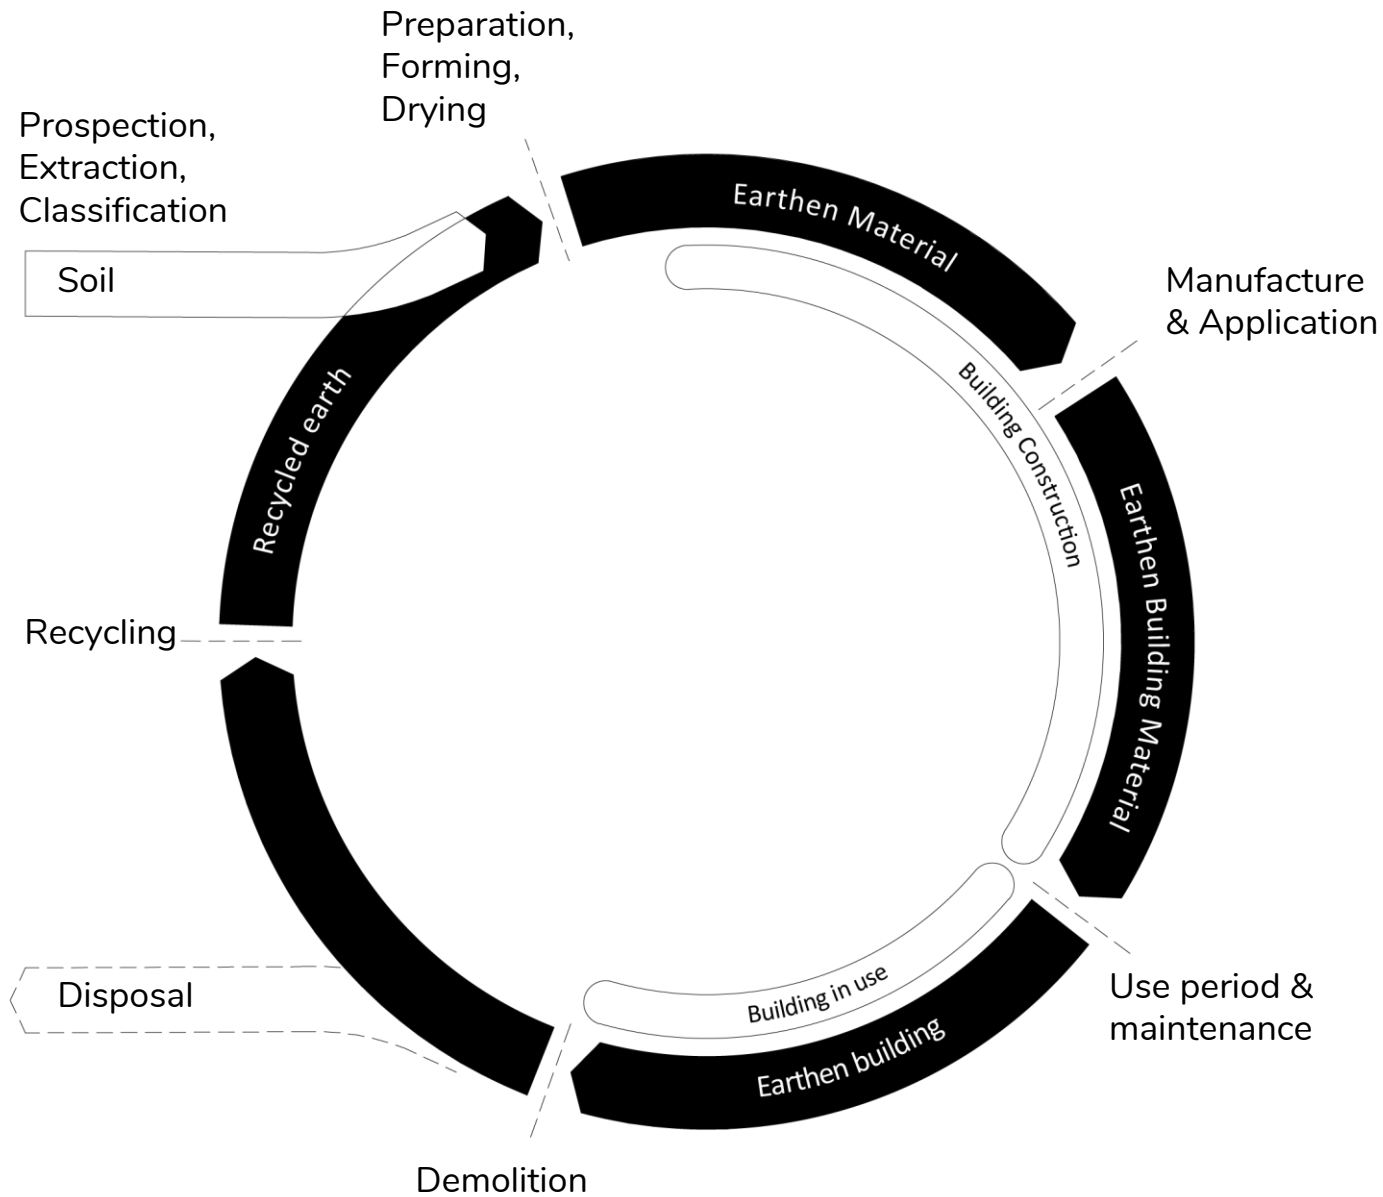 Preparation,
Forming,
Drying
Prospection,
Extraction,
Classification
Soil
Earthen Material
Manufacture
& Application
Building Construction
Recycled earth
Earthen Building Material
Recycling
Disposal
Building in use
Earthen building
Use period &
maintenance
Demolition